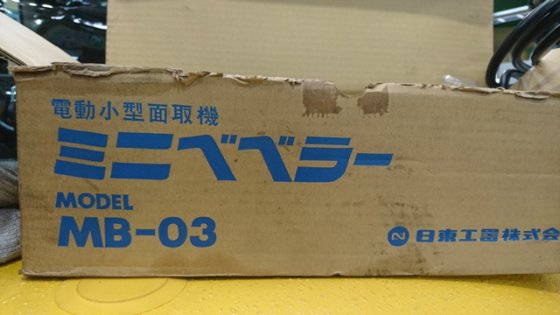 電動小型面取機
ミニベベラー
MODEL
MB-03
日東工器株式会